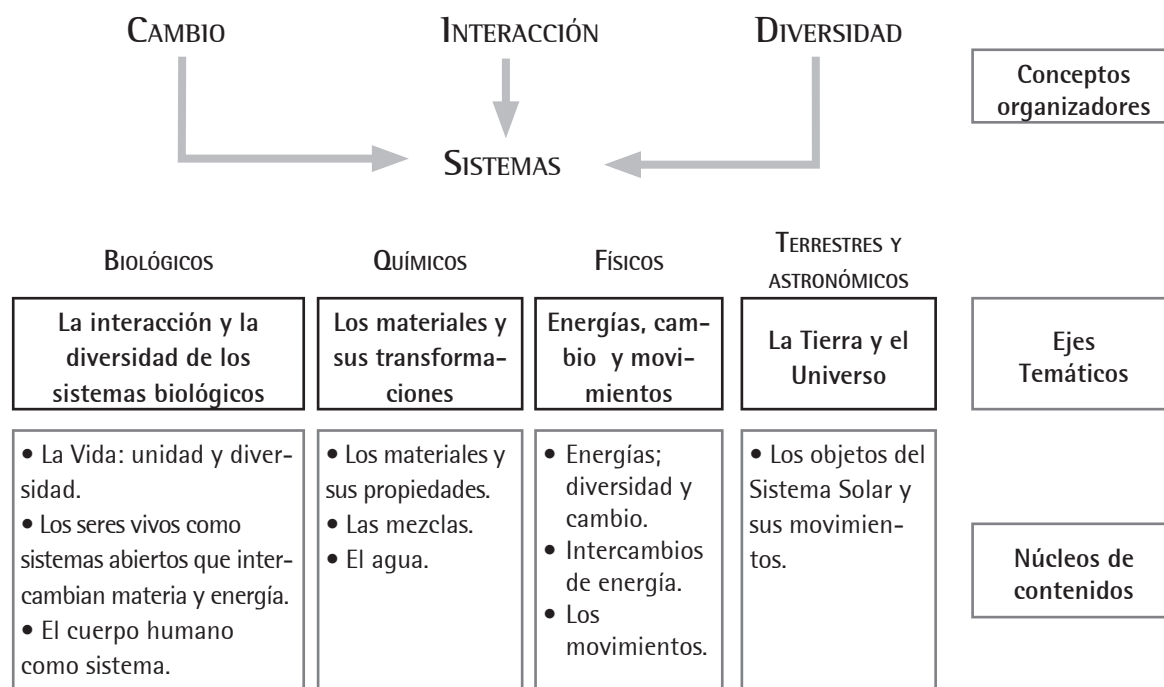 CAMBIO
INTERACCIÓN
DIVERSIDAD
Conceptos
organizadores
SISTEMAS
BIOLÓGICOS
QUÍMICOS
FÍSICOS
TERRESTRES Y
ASTRONÓMICOS
La interacción y la
diversidad de los
sistemas biológicos
Los materiales y
sus transforma-
ciones
Energías, cam-
bio y movi-
mientos
La Tierra y el
Universo
Ejes
Temáticos
• La Vida: unidad y diver-
sidad.
• Los seres vivos como
sistemas abiertos que inter-
cambian materia y energía.
• El cuerpo humano
como sistema.
• Los materiales y
sus propiedades.
• Las mezclas.
• El agua.
• Energías;
diversidad y
cambio.
• Intercambios
de energía.
• Los
movimientos.
• Los objetos del
Sistema Solar y
sus movimien-
tos.
Núcleos de
contenidos